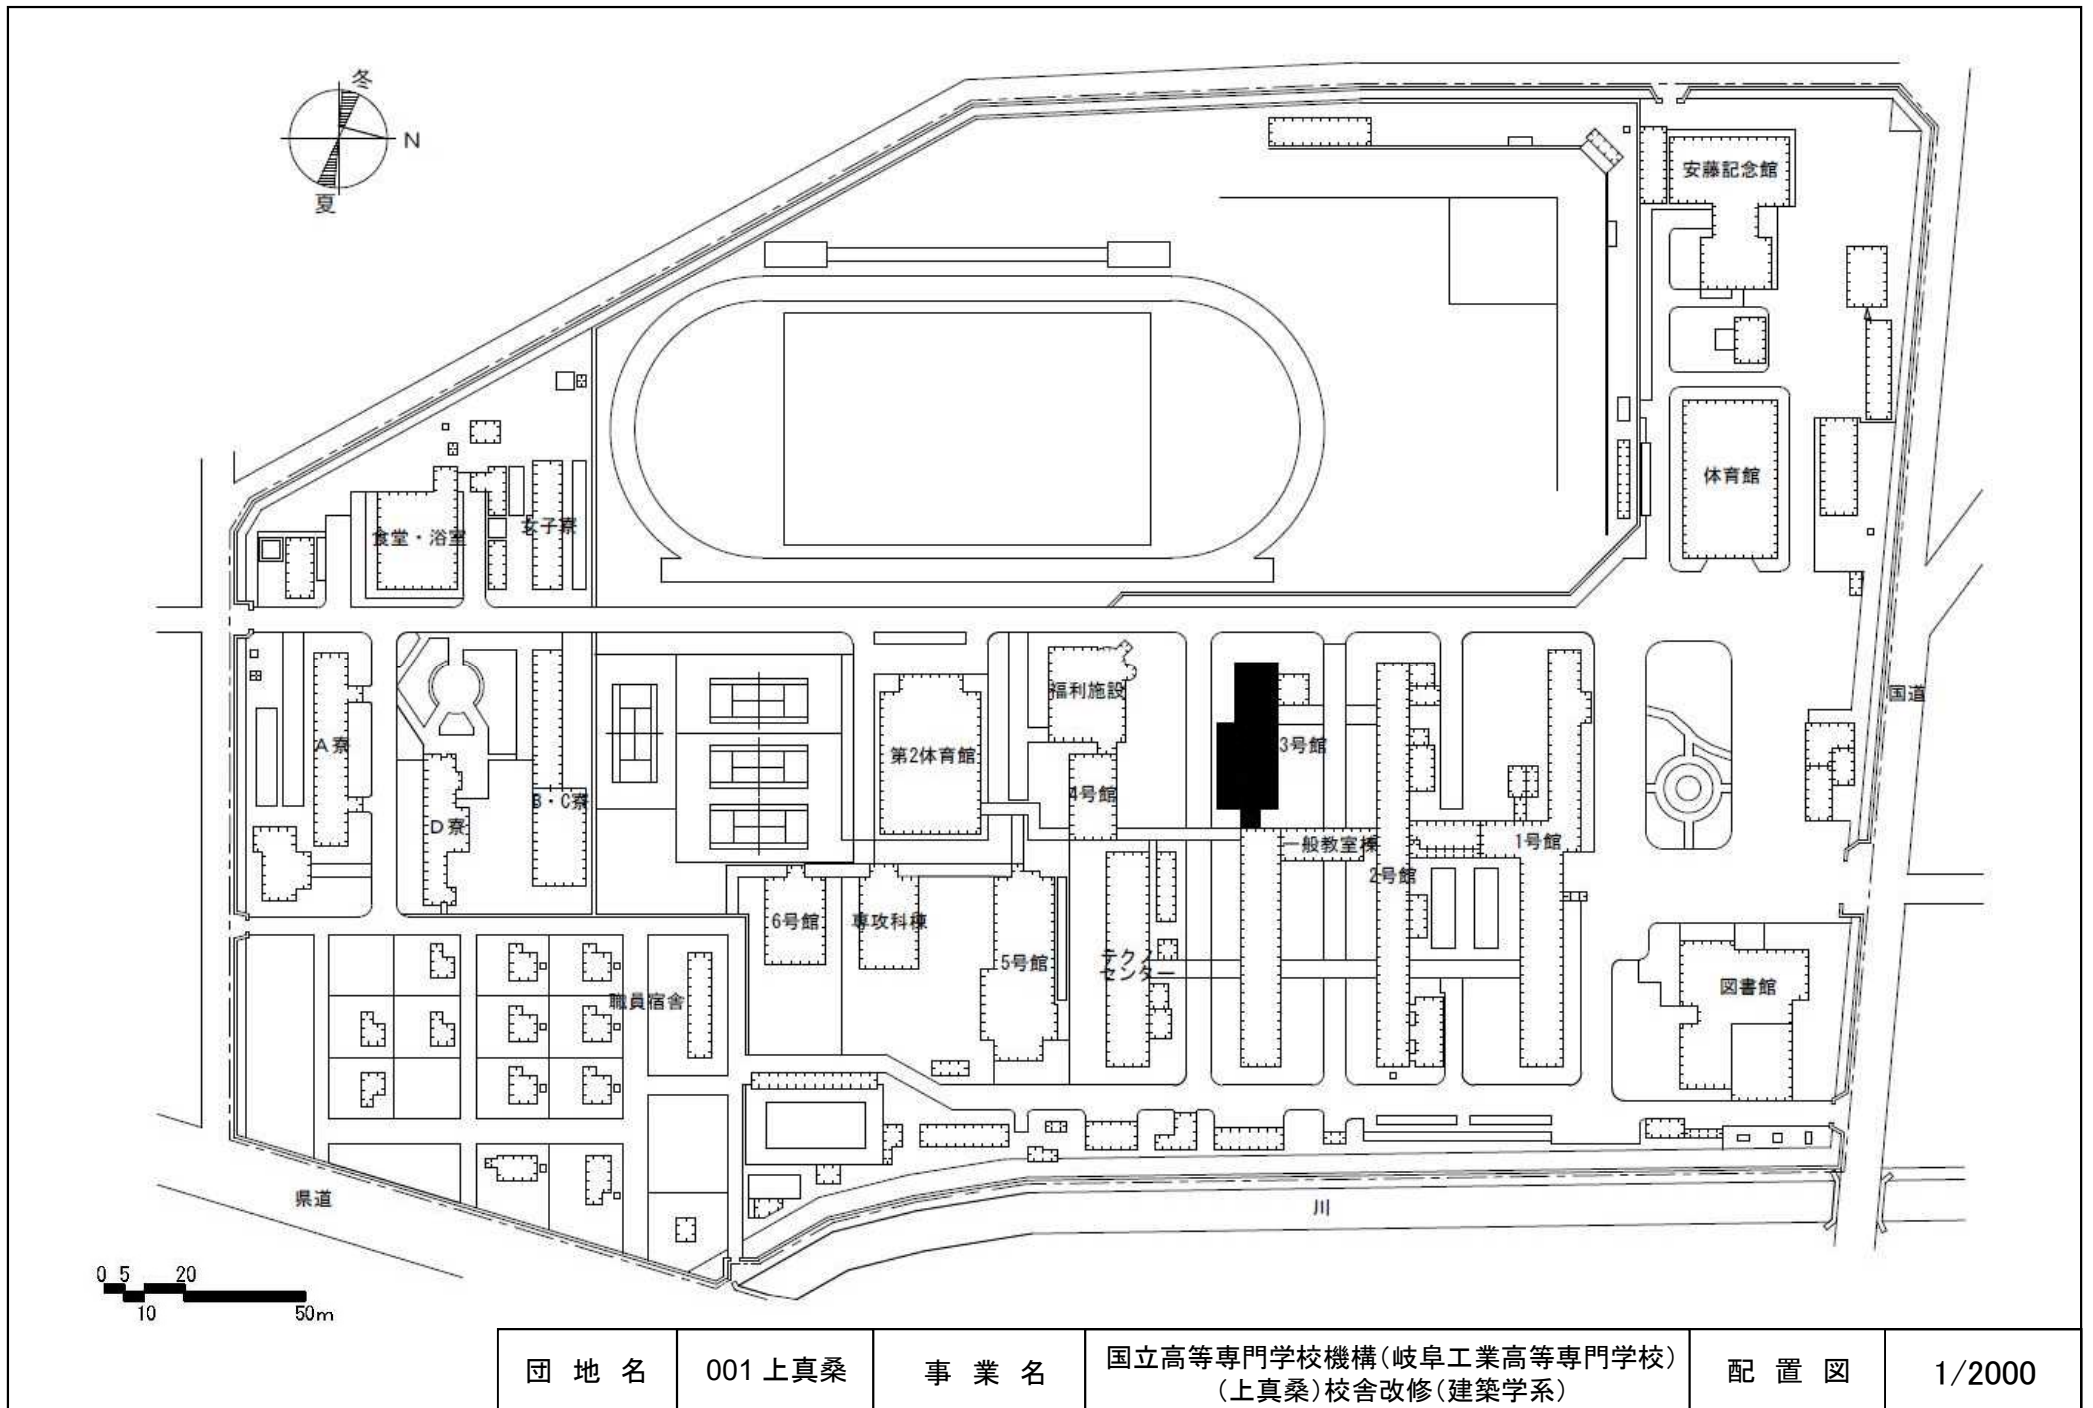 冬
N
夏
安藤記念館
体育館
食堂・浴室
女子寮
国道
A寮
D寮
B・C寮
第2体育館
福利施設
4号館
3号館
一般教室棟
2号館
1号館
6号館
専攻科棟
5号館
テクノ
センター
図書館
職員宿舎
県道
川
0 5 20
10 50m
団地名
001 上真桑
事業名
国立高等専門学校機構(岐阜工業高等専門学校)
(上真桑)校舎改修(建築学系)
配置図
1/2000